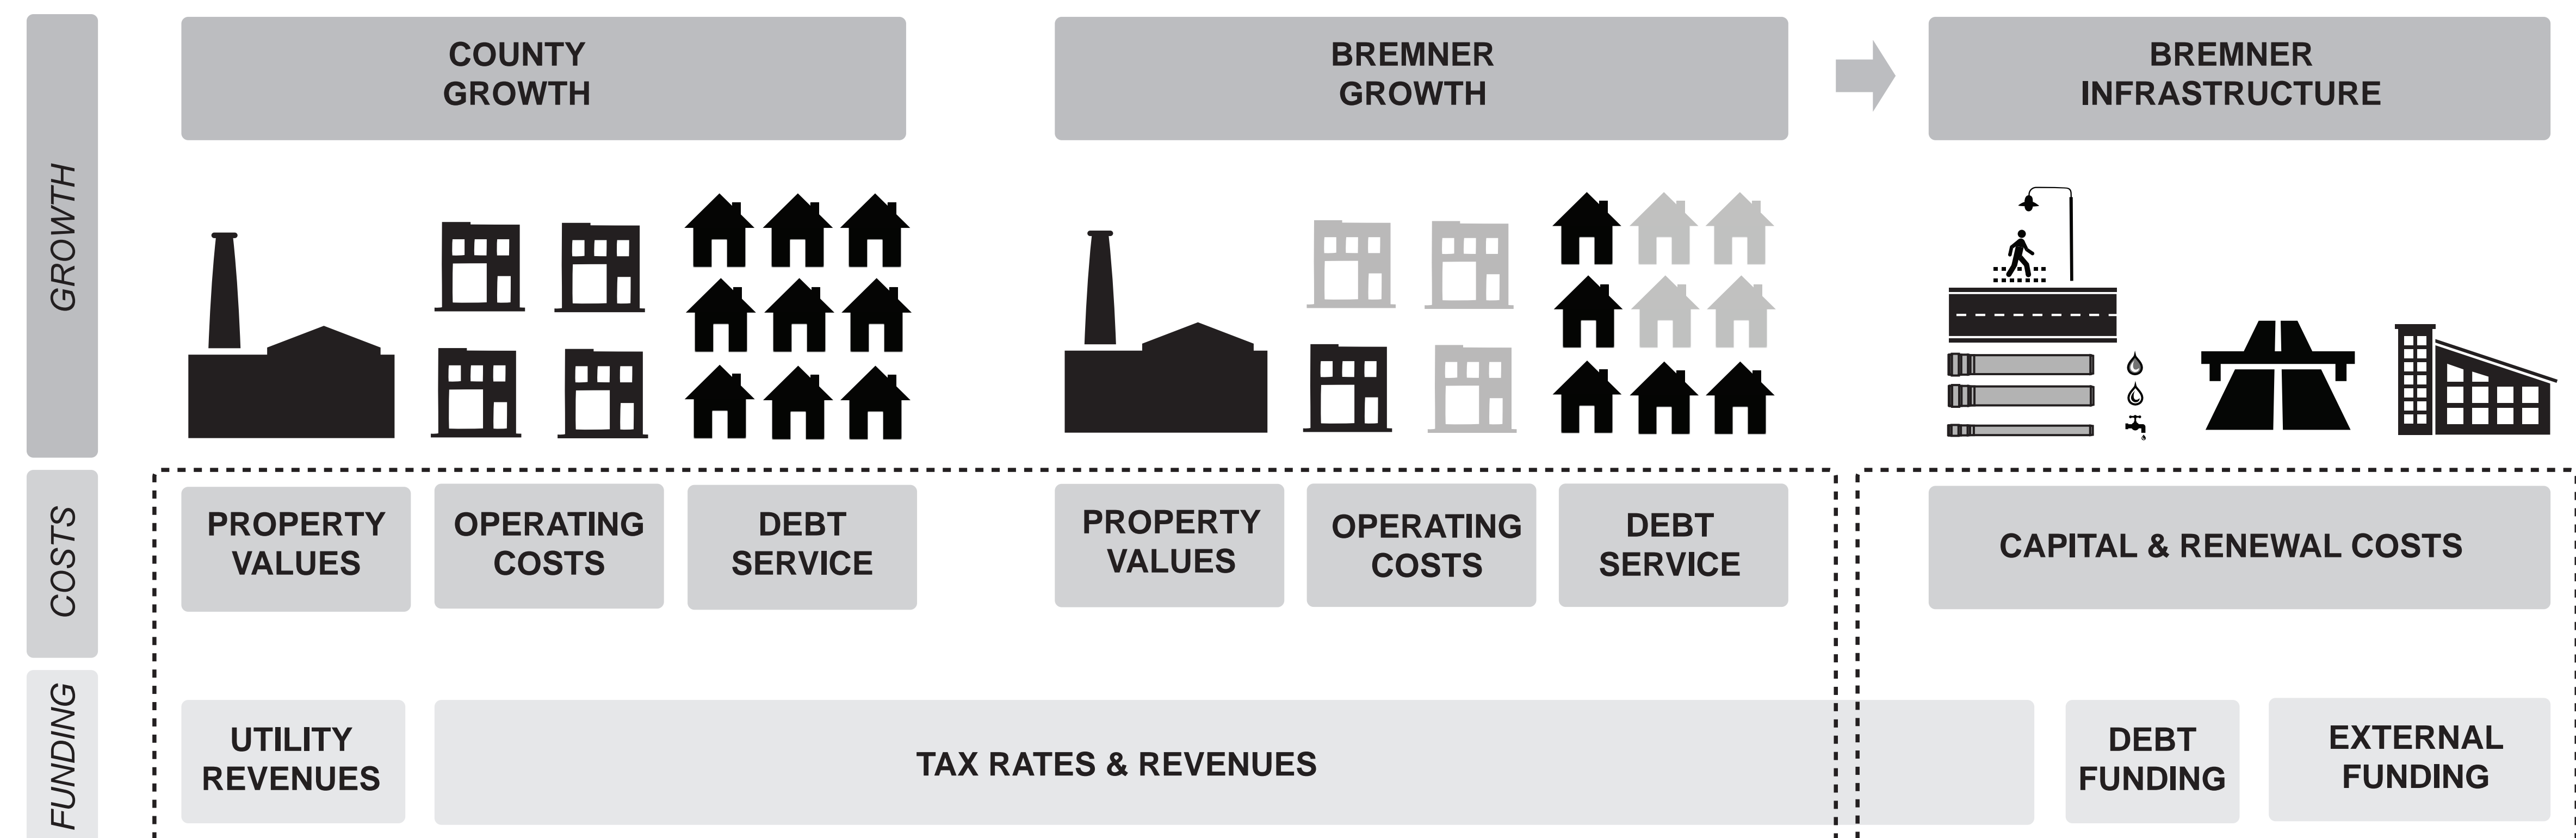 GROWTH
COUNTY
GROWTH
BREMNER
GROWTH
BREMNER
INFRASTRUCTURE
COSTS
PROPERTY
VALUES
OPERATING
COSTS
DEBT
SERVICE
PROPERTY
VALUES
OPERATING
COSTS
DEBT
SERVICE
CAPITAL & RENEWAL COSTS
FUNDING
UTILITY
REVENUES
TAX RATES & REVENUES
DEBT
FUNDING
EXTERNAL
FUNDING